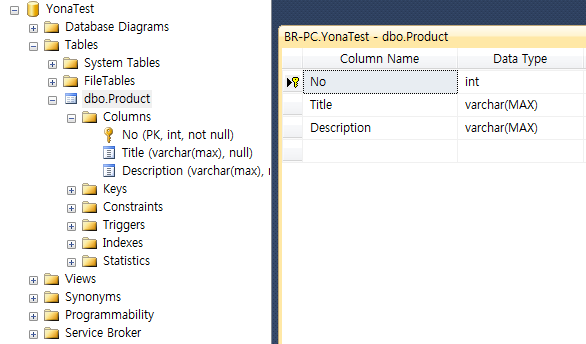 YonaTest
Database Diagrams
Tables
System Tables
FileTables
dbo.Product
Columns
No (PK, int, not null)
Title (varchar(max), null)
Description (varchar(max), r
Keys
Constraints
Triggers
Indexes
Statistics
Views
Synonyms
Programmability
Service Broker
BR-PC.YonaTest - dbo.Product
Column Name Data Type
No int
Title varchar(MAX)
Description varchar(MAX)